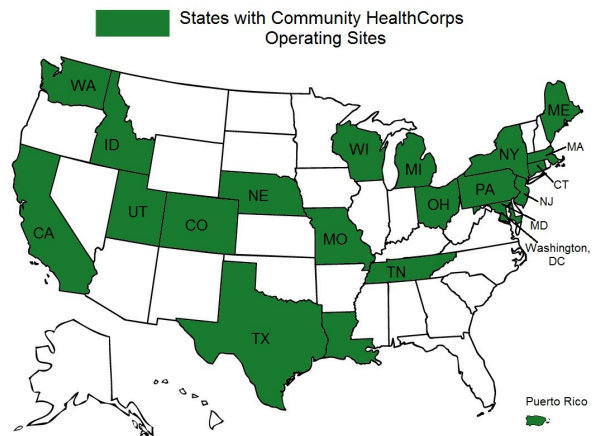 States with Community HealthCorps
Operating Sites
WA
ME
ID
WI
MI
NY
MA
CT
NE
PA
NJ
UT
CO
OH
MD
CA
MO
Washington,
DC
TN
TX
Puerto Rico